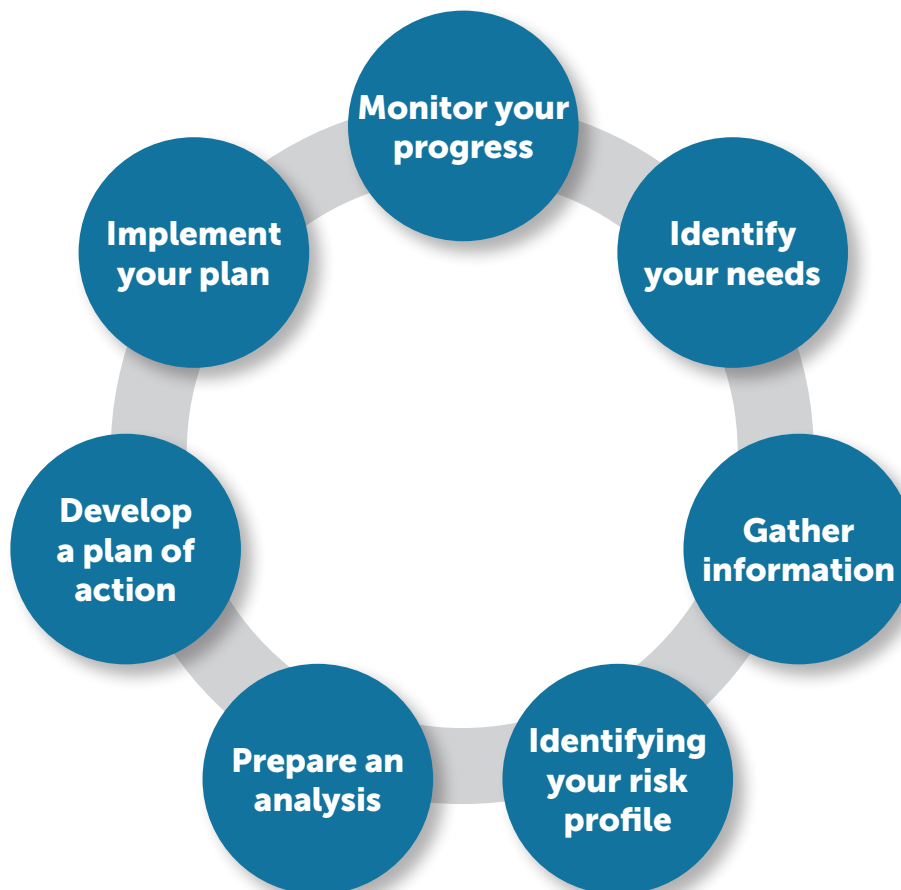 Monitor your
progress
Identify
your needs
Gather
information
Identifying
your risk
profile
Prepare an
analysis
Develop
a plan of
action
Implement
your plan